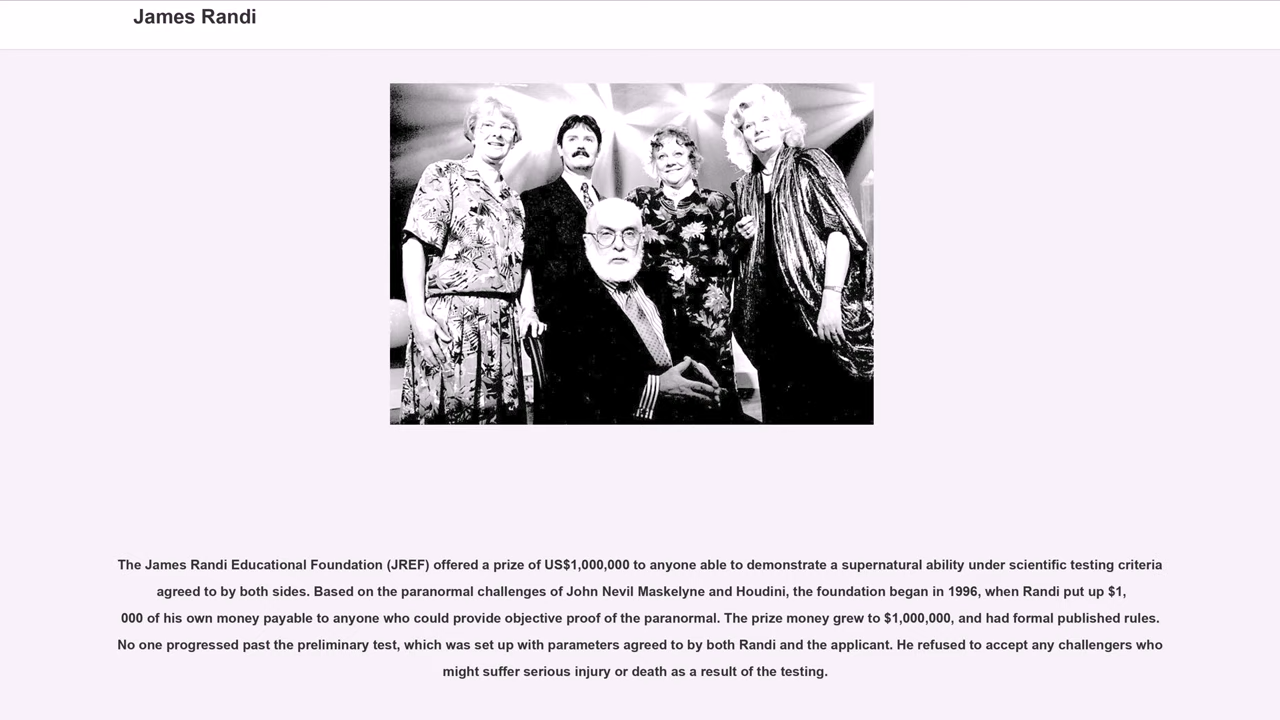 James Randi
The James Randi Educational Foundation (JREF) offered a prize of US$1,000,000 to anyone able to demonstrate a supernatural ability under scientific testing criteria
agreed to by both sides. Based on the paranormal challenges of John Nevil Maskelyne and Houdini, the foundation began in 1996, when Randi put up $1,
000 of his own money payable to anyone who could provide objective proof of the paranormal. The prize money grew to $1,000,000, and had formal published rules.
No one progressed past the preliminary test, which was set up with parameters agreed to by both Randi and the applicant. He refused to accept any challengers who
might suffer serious injury or death as a result of the testing.